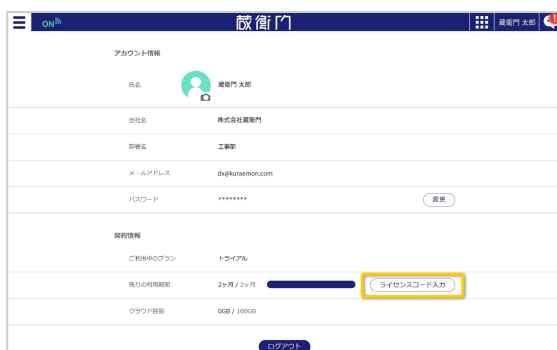 ON
蔵衛門
蔵衛門 太郎
アカウント情報
氏名 蔵衛門 太郎
会社名 株式会社蔵衛門
部署名 工事部
メールアドレス dx@kuraemon.com
パスワード ******** 変更
契約情報
ご利用中のプラン トライアル
残りの利用期間 2ヶ月 / 2ヶ月 ライセンスコード入力
クラウド容量 0GB / 100GB
ログアウト